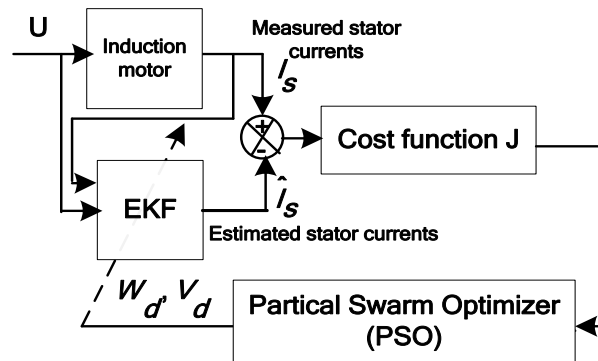 U
Induction
motor
Measured stator
currents
I_s
+
-
Cost function J
EKF
Î_s
Estimated stator currents
W_d, V_d
Partical Swarm Optimizer
(PSO)